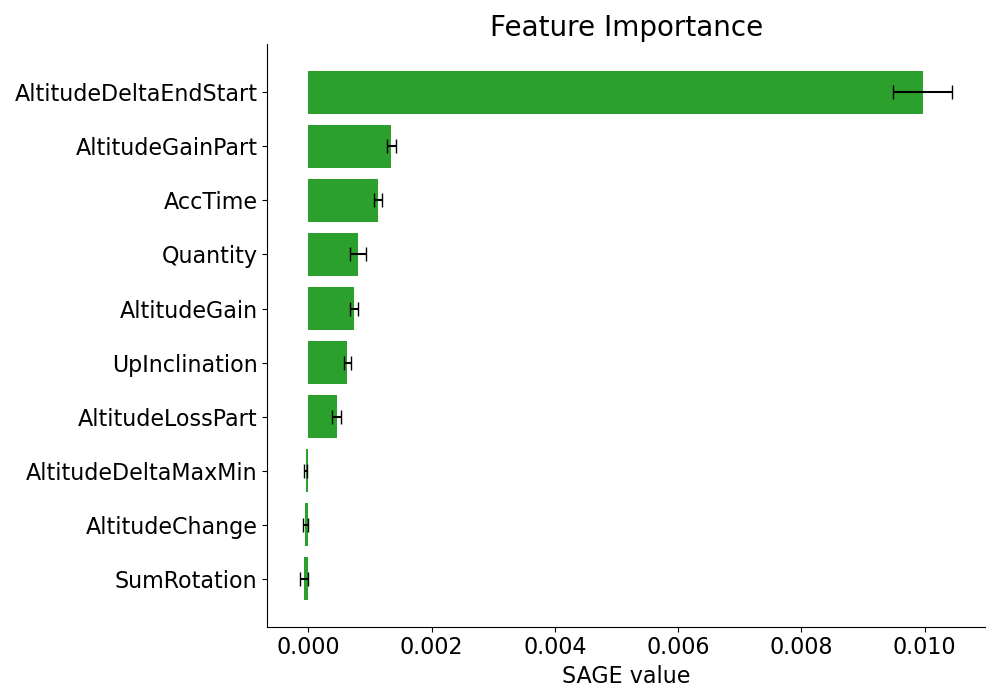 Feature Importance
AltitudeDeltaEndStart
AltitudeGainPart
AccTime
Quantity
AltitudeGain
UpInclination
AltitudeLossPart
AltitudeDeltaMaxMin
AltitudeChange
SumRotation
0.000 0.002 0.004 0.006 0.008 0.010
SAGE value